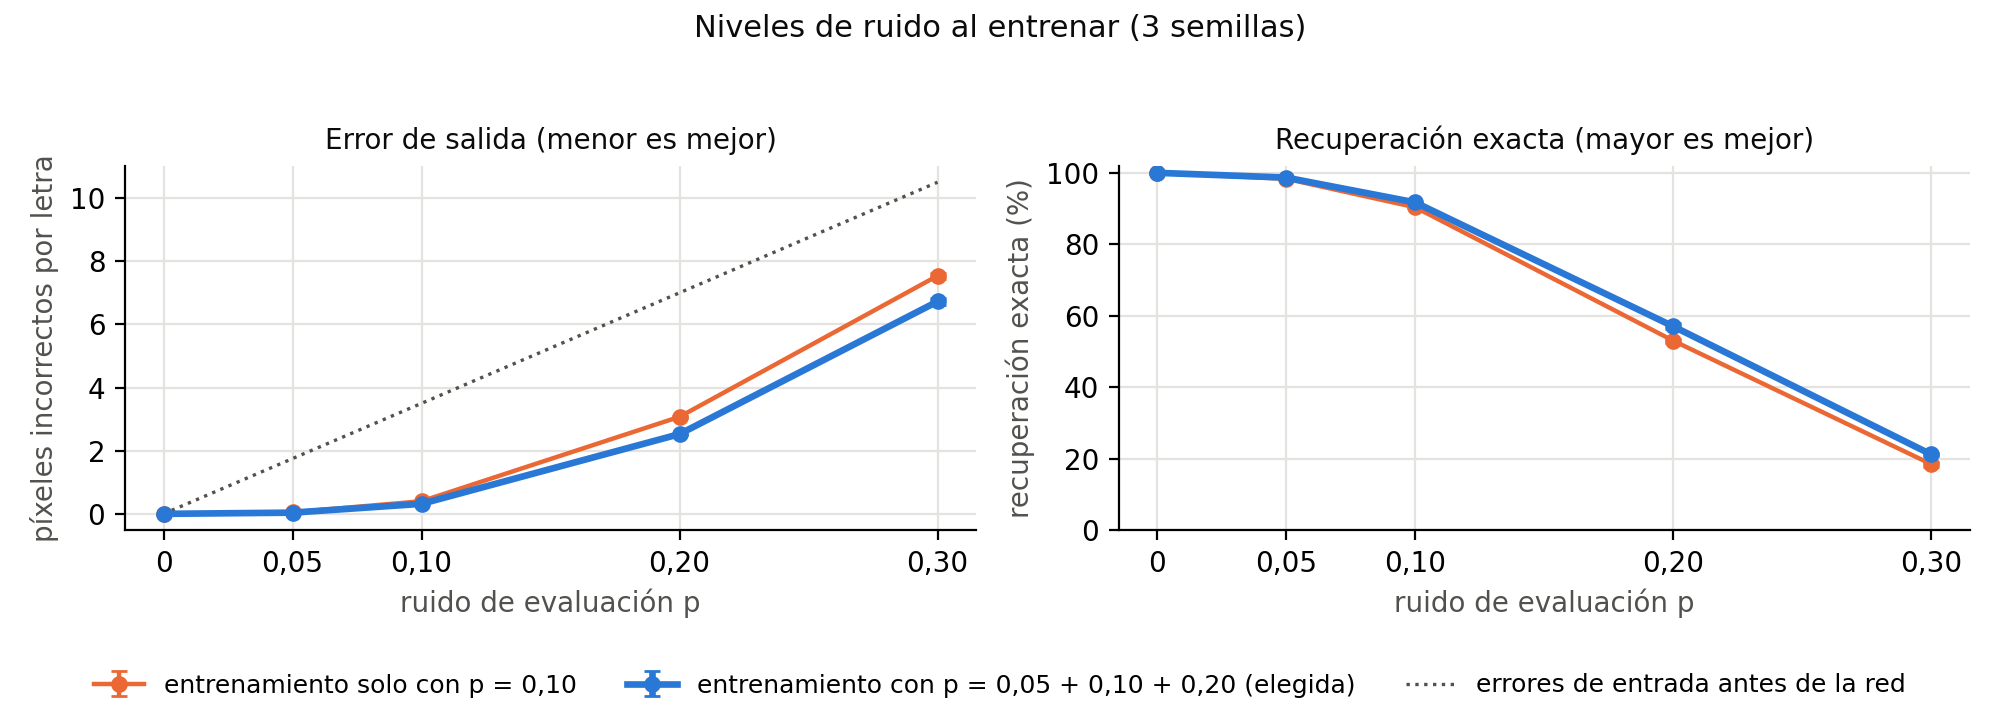 Niveles de ruido al entrenar (3 semillas)
Error de salida (menor es mejor)
píxeles incorrectos por letra
10
8
6
4
2
0
0 0,05 0,10 0,20 0,30
ruido de evaluación p
Recuperación exacta (mayor es mejor)
recuperación exacta (%)
100
80
60
40
20
0
0 0,05 0,10 0,20 0,30
ruido de evaluación p
entrenamiento solo con p = 0,10
entrenamiento con p = 0,05 + 0,10 + 0,20 (elegida)
errores de entrada antes de la red